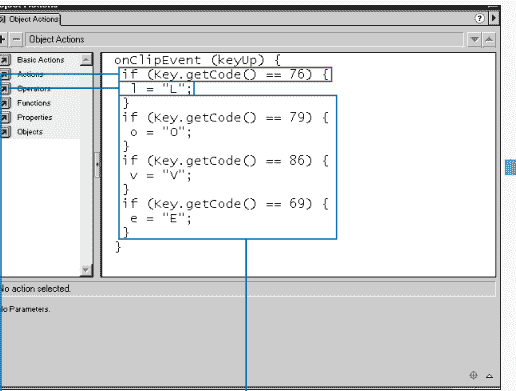 Object Actions
Object Actions
Basic Actions
Actions
Operators
Functions
Properties
Objects
onClipEvent (keyUp) {
if (Key.getCode() == 76) {
l = "L";
}
if (Key.getCode() == 79) {
o = "O";
}
if (Key.getCode() == 86) {
v = "V";
}
if (Key.getCode() == 69) {
e = "E";
}
}
No action selected.
No Parameters.